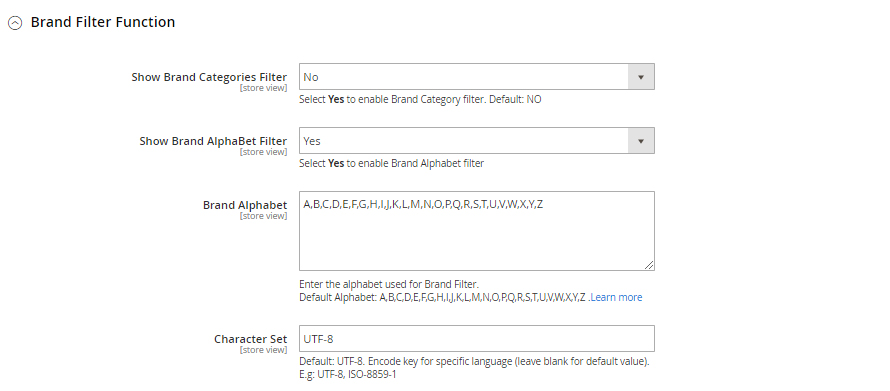 Brand Filter Function
Show Brand Categories Filter
[store view]
No
Select Yes to enable Brand Category filter. Default: NO
Show Brand AlphaBet Filter
[store view]
Yes
Select Yes to enable Brand Alphabet filter
Brand Alphabet
[store view]
A,B,C,D,E,F,G,H,I,J,K,L,M,N,O,P,Q,R,S,T,U,V,W,X,Y,Z
Enter the alphabet used for Brand Filter.
Default Alphabet: A,B,C,D,E,F,G,H,I,J,K,L,M,N,O,P,Q,R,S,T,U,V,W,X,Y,Z .Learn more
Character Set
[store view]
UTF-8
Default: UTF-8. Encode key for specific language (leave blank for default value).
E.g: UTF-8, ISO-8859-1